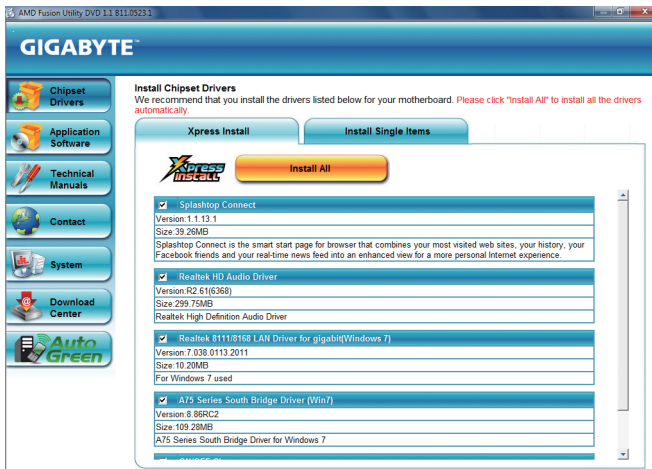 AMD Fusion Utility DVD 1.1 B11.0523.1
GIGABYTE™
Chipset
Drivers
Application
Software
Technical
Manuals
Contact
System
Download
Center
Auto
Green
Install Chipset Drivers
We recommend that you install the drivers listed below for your motherboard. Please click "Install All" to install all the drivers
automatically.
Xpress Install
Install Single Items
Xpress
Install
Install All
Splashtop Connect
Version:1.1.13.1
Size:39.26MB
Splashtop Connect is the smart start page for browser that combines your most visited web sites, your history, your
Facebook friends and your real-time news feed into an enhanced view for a more personal Internet experience.
Realtek HD Audio Driver
Version:R2.61(6368)
Size:299.75MB
Realtek High Definition Audio Driver
Realtek 8111/8168 LAN Driver for gigabit(Windows 7)
Version:7.038.0113.2011
Size:10.20MB
For Windows 7 used
A75 Series South Bridge Driver (Win7)
Version:8.86RC2
Size:109.28MB
A75 Series South Bridge Driver for Windows 7